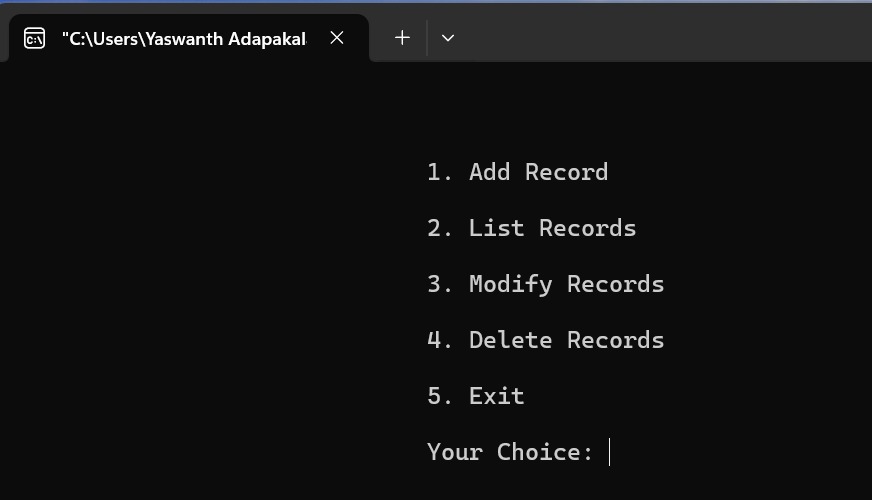 "C:\Users\Yaswanth Adapakal
1. Add Record
2. List Records
3. Modify Records
4. Delete Records
5. Exit
Your Choice: